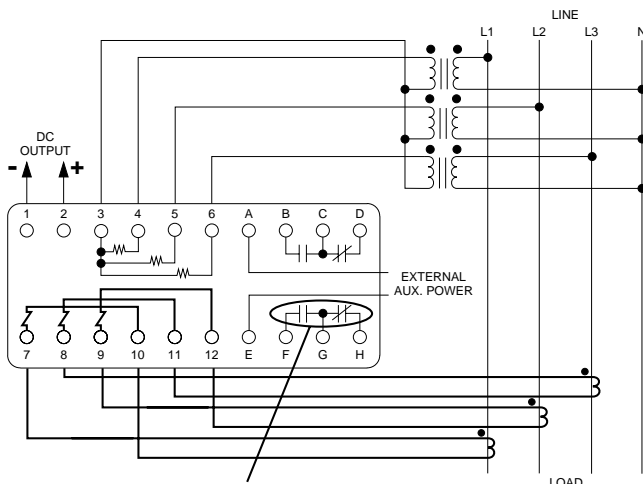 LINE
L1 L2 L3 N
DC
OUTPUT
- +
1 2 3 4 5 6 A B C D
EXTERNAL
AUX. POWER
7 8 9 10 11 12 E F G H
LOAD